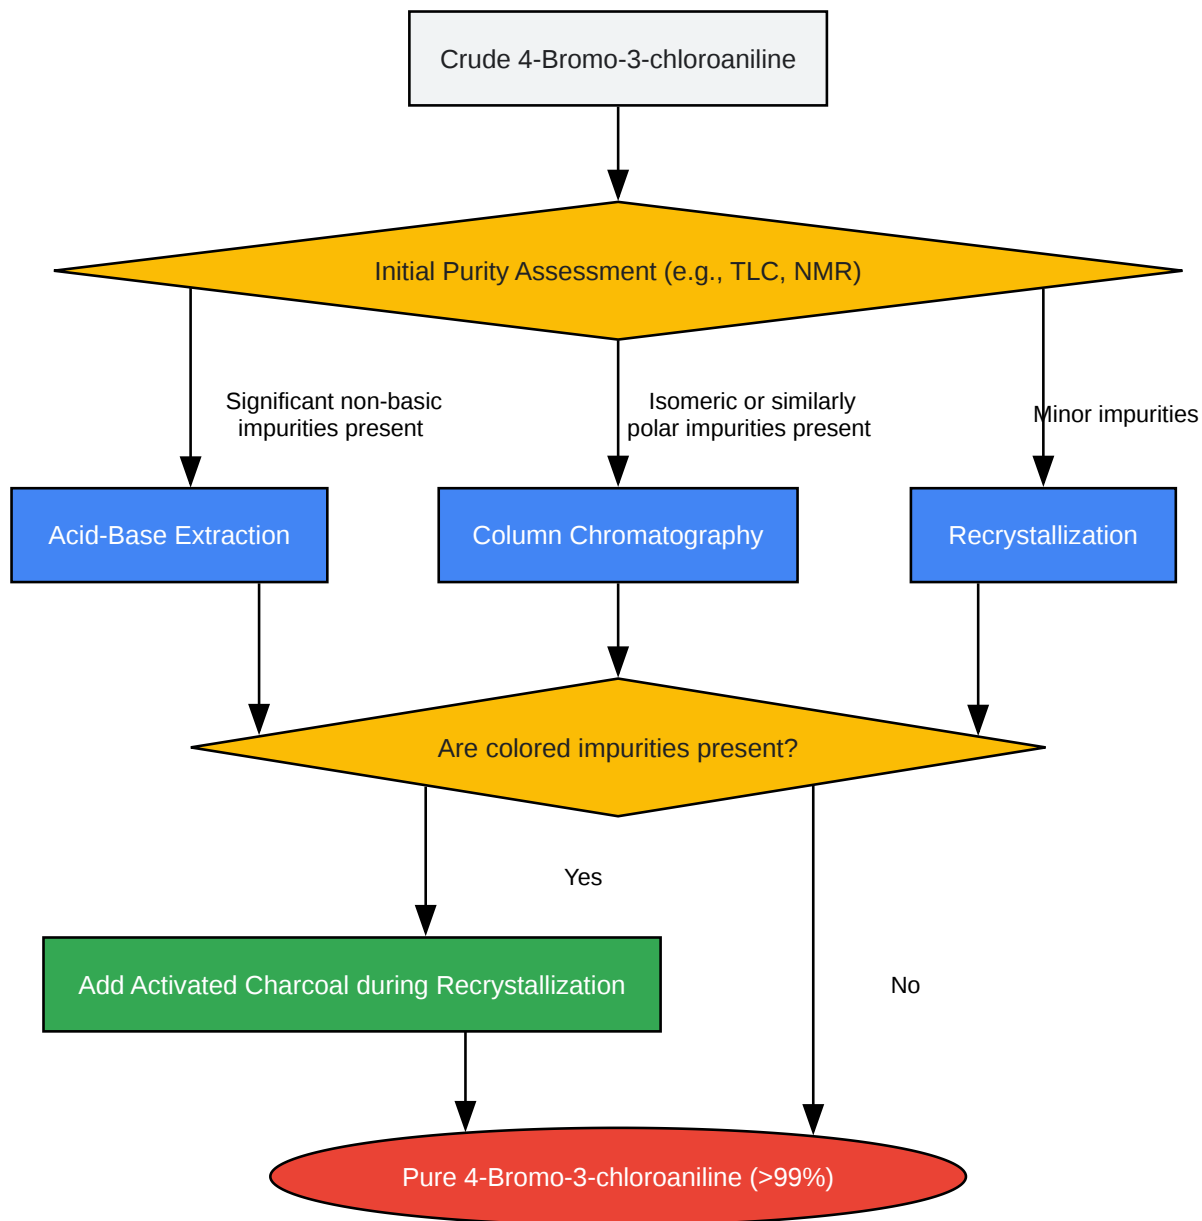 Crude 4-Bromo-3-chloroaniline
Initial Purity Assessment (e.g., TLC, NMR)
Significant non-basic
impurities present
Isomeric or similarly
polar impurities present
Minor impurities
Acid-Base Extraction
Column Chromatography
Recrystallization
Are colored impurities present?
Yes
Add Activated Charcoal during Recrystallization
No
Pure 4-Bromo-3-chloroaniline (>99%)